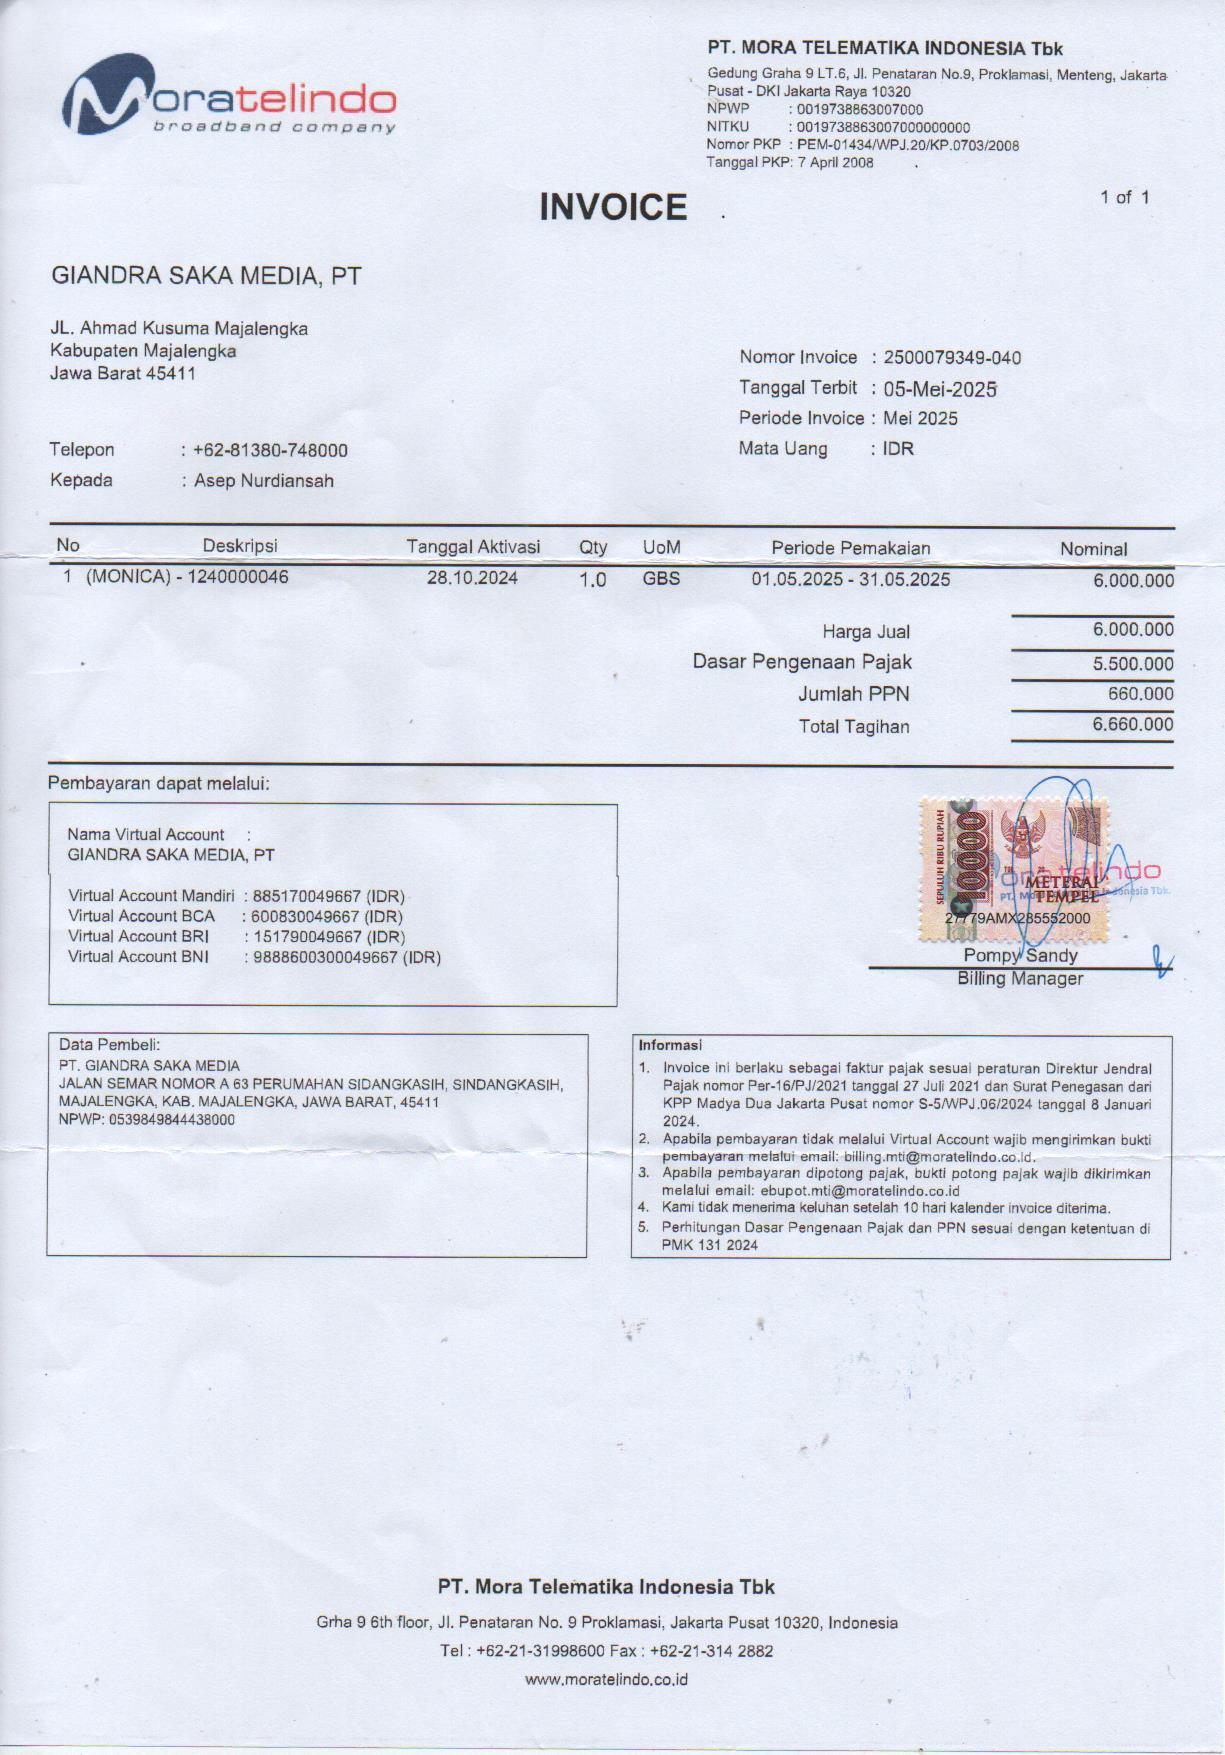 Moratelindo
broadband company
PT. MORA TELEMATIKA INDONESIA Tbk
Gedung Graha 9 LT.6, Jl. Penataran No.9, Proklamasi, Menteng, Jakarta
Pusat - DKI Jakarta Raya 10320
NPWP : 0019738863007000
NITKU : 0019738863007000000000
Nomor PKP : PEM-01434/WPJ.20/KP.0703/2008
Tanggal PKP: 7 April 2008
INVOICE
1 of 1
GIANDRA SAKA MEDIA, PT
JL. Ahmad Kusuma Majalengka
Kabupaten Majalengka
Jawa Barat 45411
Nomor Invoice : 2500079349-040
Tanggal Terbit : 05-Mei-2025
Periode Invoice : Mei 2025
Mata Uang : IDR
Telepon : +62-81380-748000
Kepada : Asep Nurdiansah
No Deskripsi Tanggal Aktivasi Qty UoM Periode Pemakaian Nominal
1 (MONICA) - 1240000046 28.10.2024 1.0 GBS 01.05.2025 - 31.05.2025 6.000.000
Harga Jual 6.000.000
Dasar Pengenaan Pajak 5.500.000
Jumlah PPN 660.000
Total Tagihan 6.660.000
Pembayaran dapat melalui:
Nama Virtual Account :
GIANDRA SAKA MEDIA, PT
Virtual Account Mandiri : 885170049667 (IDR)
Virtual Account BCA : 600830049667 (IDR)
Virtual Account BRI : 151790049667 (IDR)
Virtual Account BNI : 9888600300049667 (IDR)
SEPULUH RIBU RUPIAH
10000
METERAI
TEMPEL
27779AMX285552000
Pompy Sandy
Billing Manager
Data Pembeli:
PT. GIANDRA SAKA MEDIA
JALAN SEMAR NOMOR A 63 PERUMAHAN SIDANGKASIH, SINDANGKASIH,
MAJALENGKA, KAB. MAJALENGKA, JAWA BARAT, 45411
NPWP: 0539849844438000
Informasi
1. Invoice ini berlaku sebagai faktur pajak sesuai peraturan Direktur Jendral
Pajak nomor Per-16/PJ/2021 tanggal 27 Juli 2021 dan Surat Penegasan dari
KPP Madya Dua Jakarta Pusat nomor S-5/WPJ.06/2024 tanggal 8 Januari
2024.
2. Apabila pembayaran tidak melalui Virtual Account wajib mengirimkan bukti
pembayaran melalui email: billing.mti@moratelindo.co.id.
3. Apabila pembayaran dipotong pajak, bukti potong pajak wajib dikirimkan
melalui email: ebupot.mti@moratelindo.co.id
4. Kami tidak menerima keluhan setelah 10 hari kalender invoice diterima.
5. Perhitungan Dasar Pengenaan Pajak dan PPN sesuai dengan ketentuan di
PMK 131 2024
PT. Mora Telematika Indonesia Tbk
Grha 9 6th floor, Jl. Penataran No. 9 Proklamasi, Jakarta Pusat 10320, Indonesia
Tel : +62-21-31998600 Fax : +62-21-314 2882
www.moratelindo.co.id